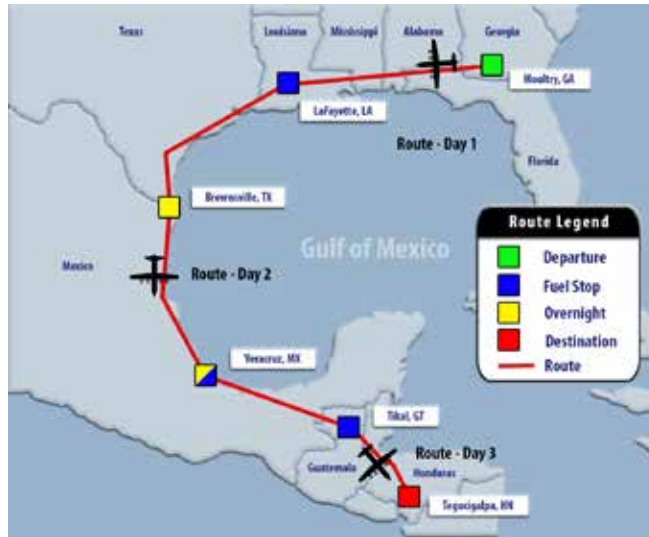 Texas
Louisiana
Mississippi
Alabama
Georgia
Moultry, GA
LaFayette, LA
Route - Day 1
Florida
Brownsville, TX
Route Legend
Gulf of Mexico
Departure
Mexico
Route - Day 2
Fuel Stop
Overnight
Destination
Veracruz, MX
Route
Tikal, GT
Route - Day 3
Guatemala
Honduras
Tegucigalpa, HN